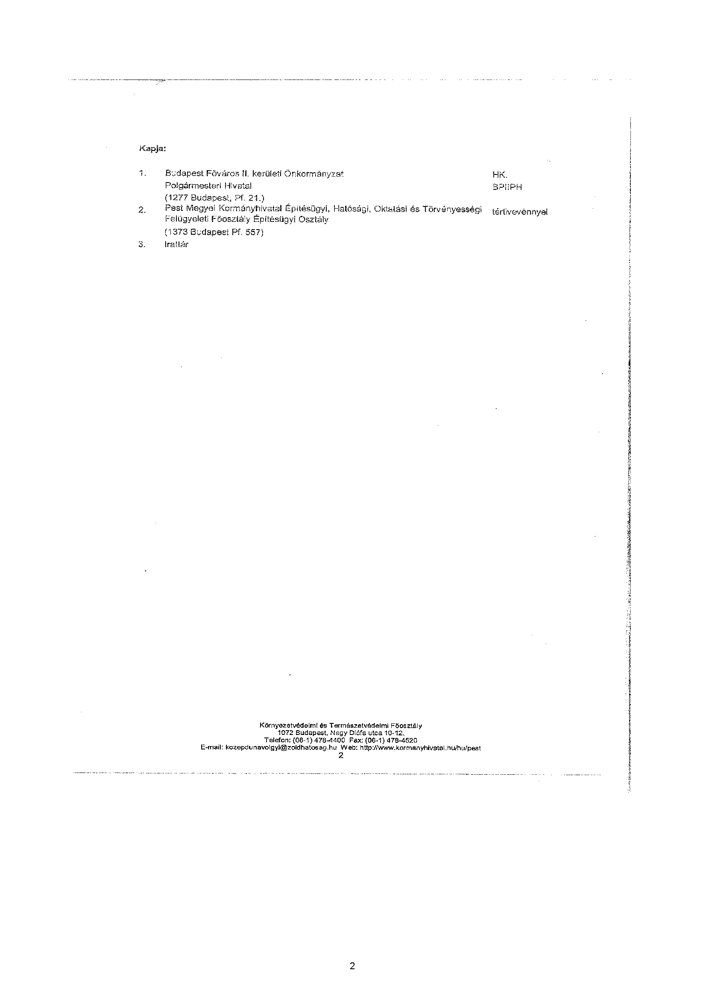 Kapja:
1. Budapest Főváros II. kerületi Önkormányzat HK.
Polgármesteri Hivatal BPIIPH
(1277 Budapest, Pf. 21.)
2. Pest Megyei Kormányhivatal Építésügyi, Hatósági, Oktatási és Törvényességi tértivevénnyel
Felügyeleti Főosztály Építésügyi Osztály
(1373 Budapest Pf. 557)
3. Irattár
Környezetvédelmi és Természetvédelmi Főosztály
1072 Budapest, Nagy Diófa utca 10-12.
Telefon: (06-1) 478-4400 Fax: (06-1) 478-4520
E-mail: kozepdunavolgyi@zoldhatosag.hu Web: http://www.kormanyhivatal.hu/hu/pest
2
2